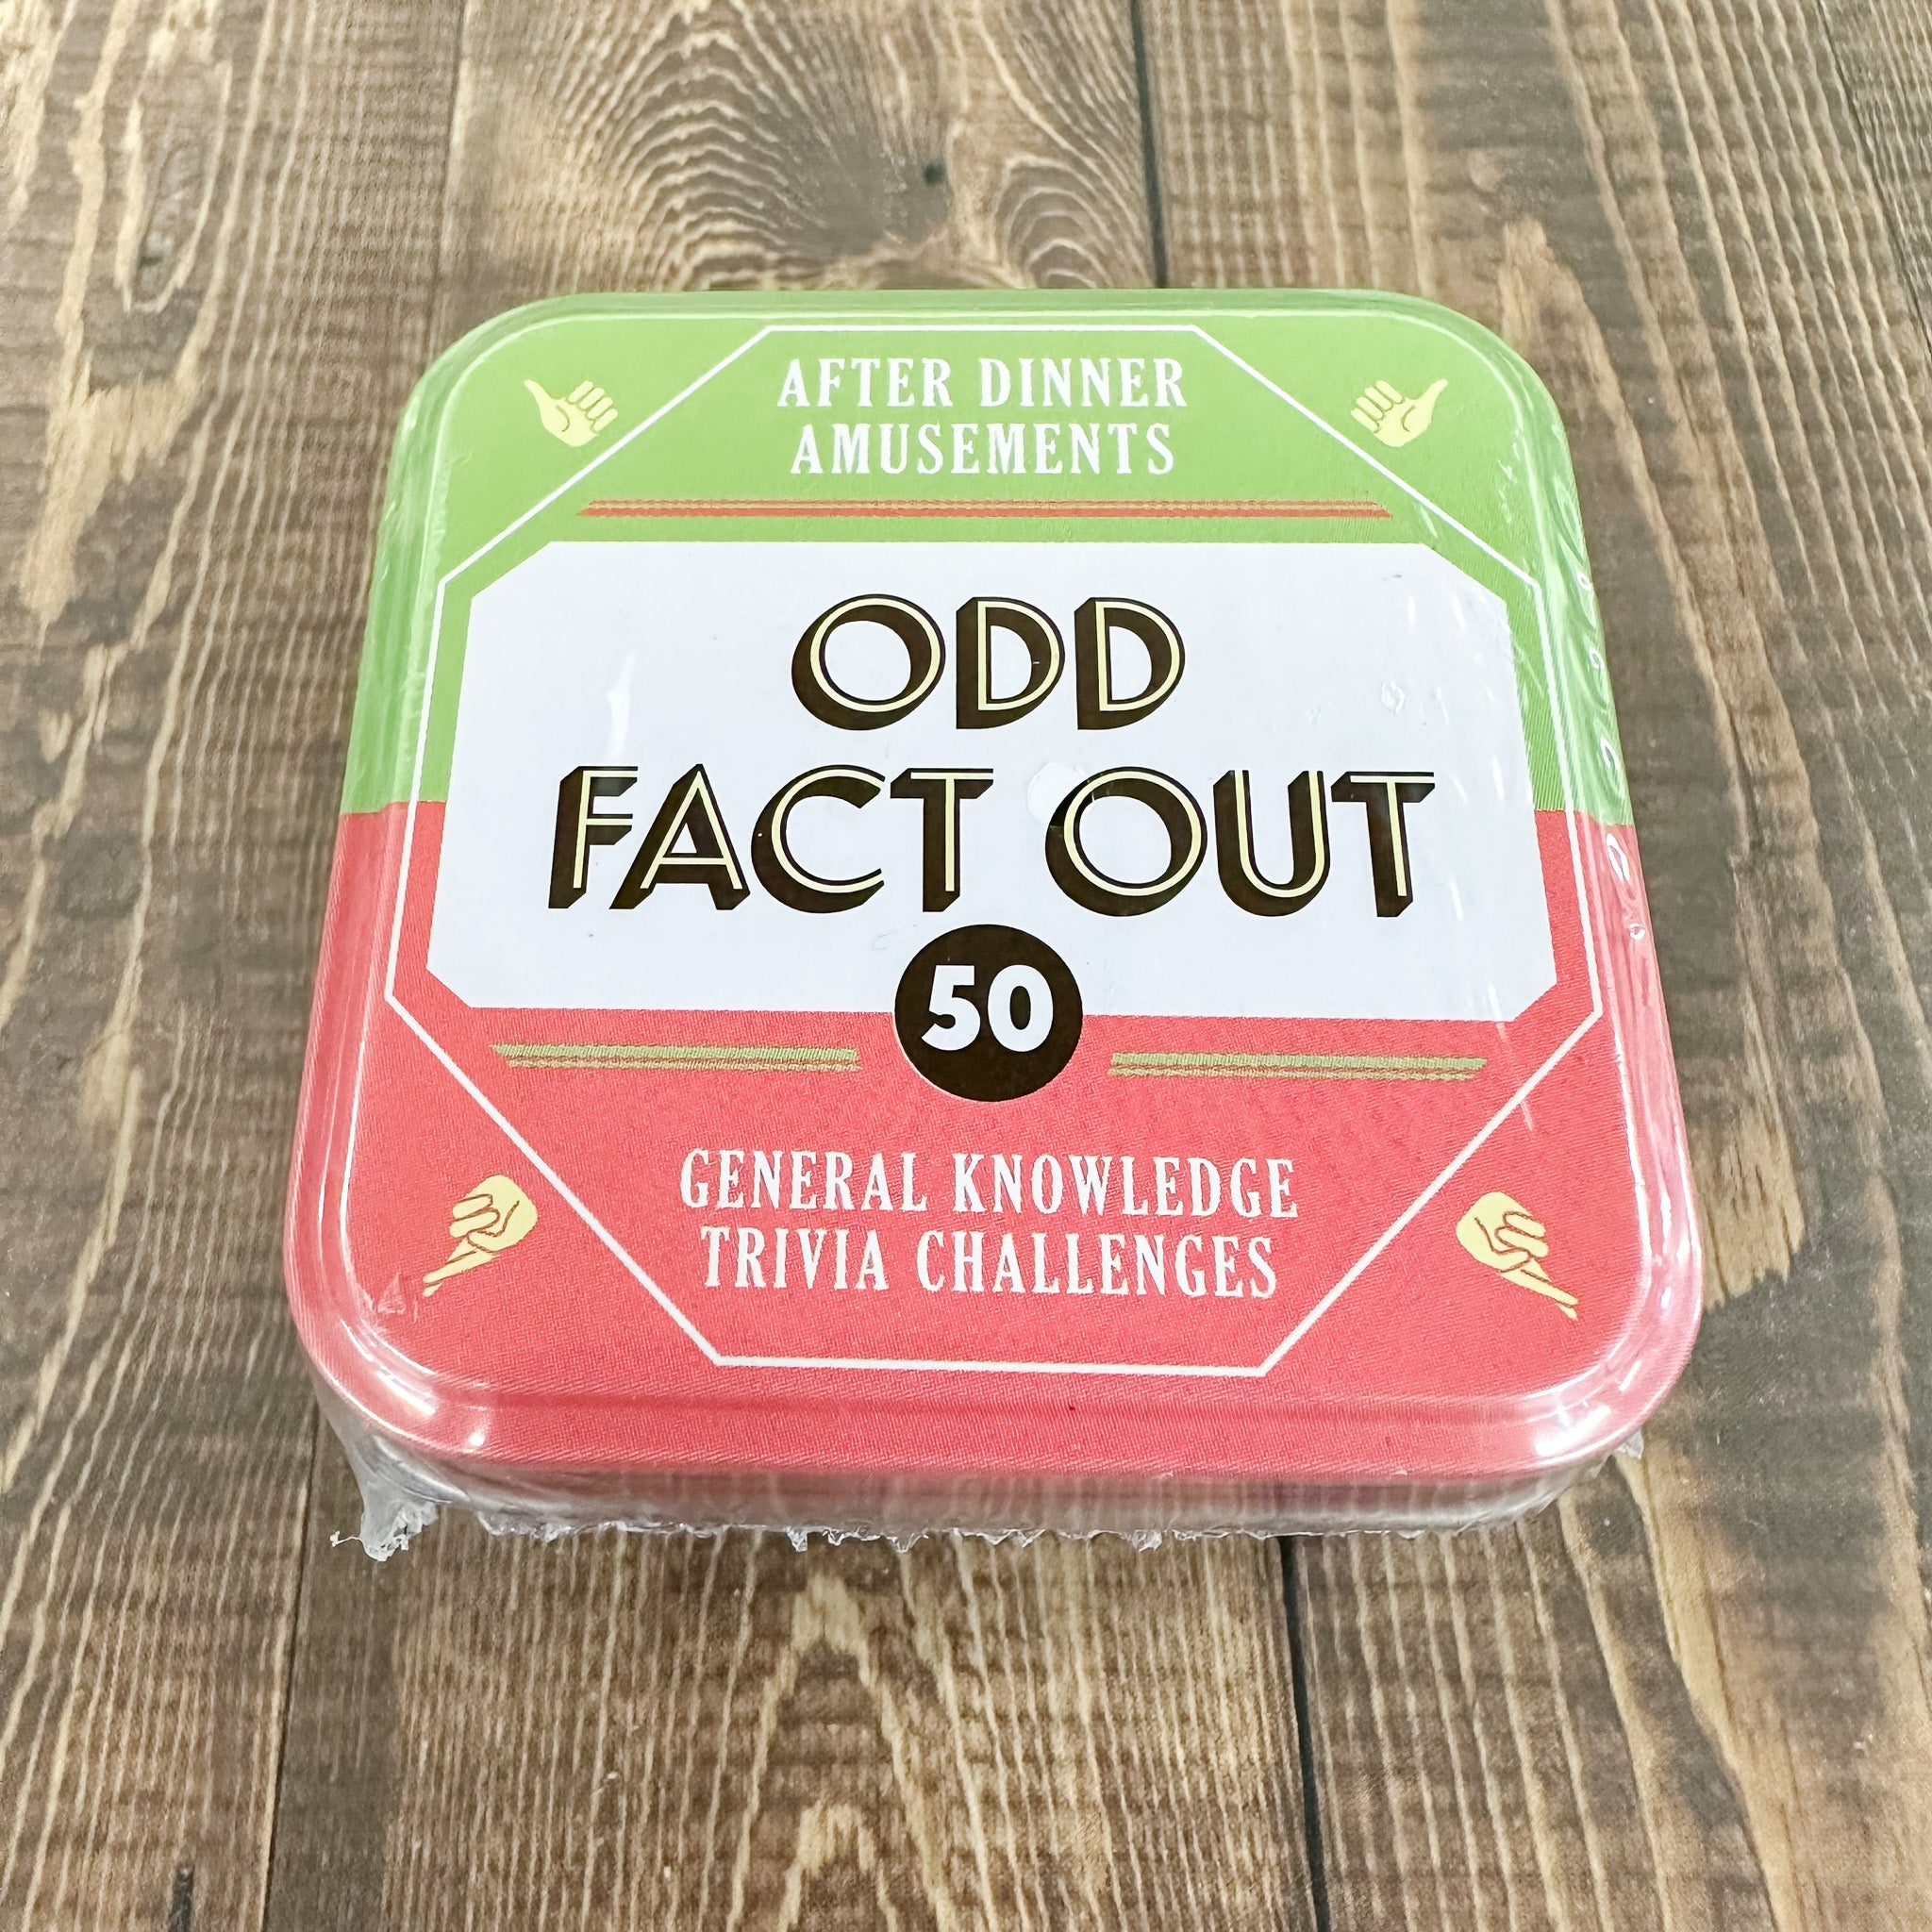 AFTER DINNER
AMUSEMENTS
ODD
FACT OUT
50
GENERAL KNOWLEDGE
TRIVIA CHALLENGES